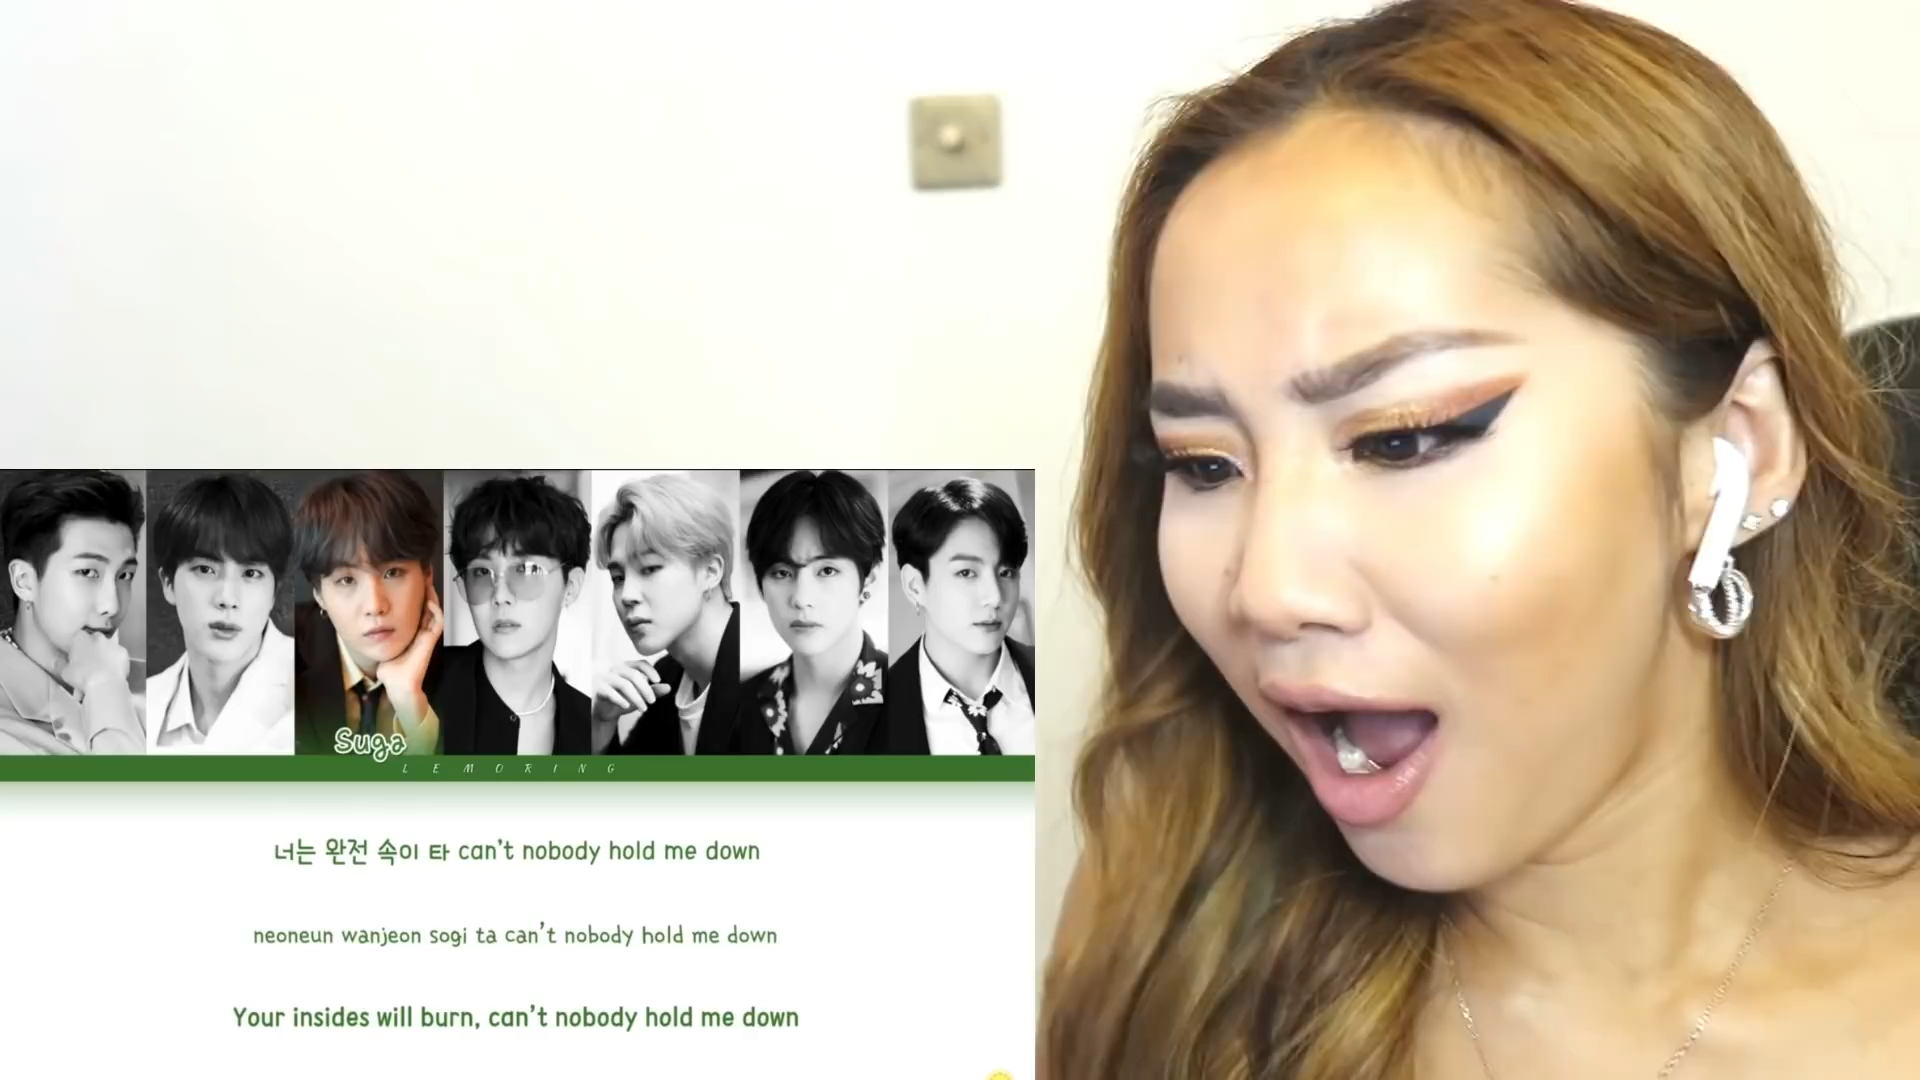 Suga
LEMORING
너는 완전 속이 타 can't nobody hold me down
neoneun wanjeon sogi ta can't nobody hold me down
Your insides will burn, can't nobody hold me down